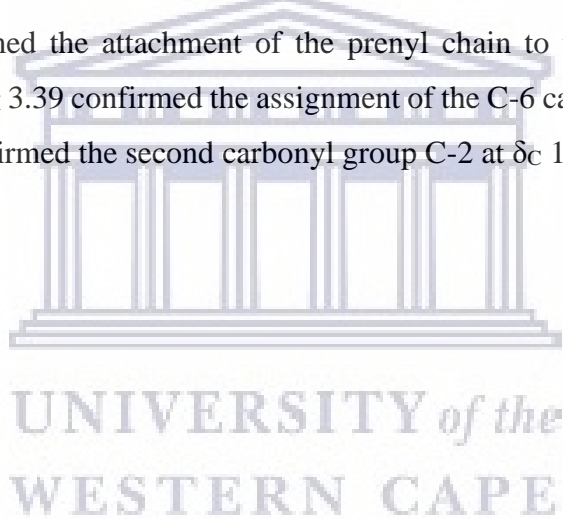 ned the attachment of the prenyl chain to
3.39 confirmed the assignment of the C-6 ca
irmed the second carbonyl group C-2 at δC 1
UNIVERSITY of the
WESTERN CAPE